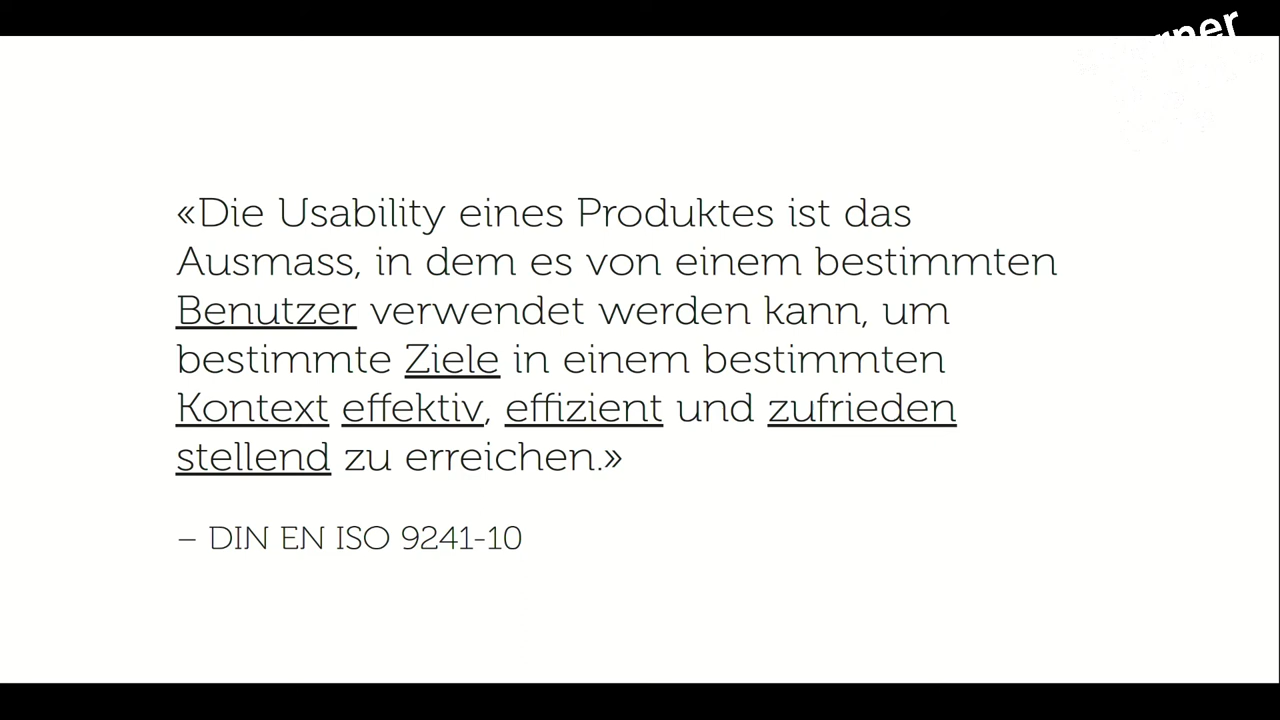 «Die Usability eines Produktes ist das
Ausmass, in dem es von einem bestimmten
Benutzer verwendet werden kann, um
bestimmte Ziele in einem bestimmten
Kontext effektiv, effizient und zufrieden
stellend zu erreichen.»
– DIN EN ISO 9241-10